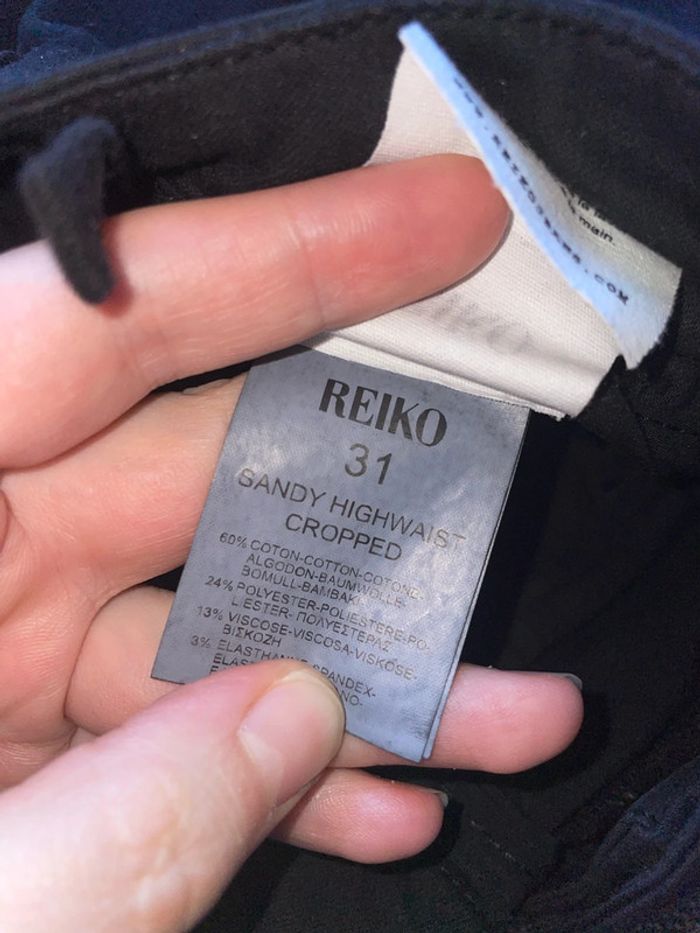 REIKO
31
SANDY HIGHWAIST
CROPPED
60% COTON-COTTON-COTONE-
ALGODON-BAUMWOLLE-
BOMULL-BAMBAKI
24% POLYESTER-POLIESTERE-PO-
LIESTER- ΠΟΛΥΕΣΤΕΡΑΣ
13% VISCOSE-VISCOSA-VISKOSE-
ΒΙΣΚΟΖΗ
3% ELASTHANNE-SPANDEX-
main.